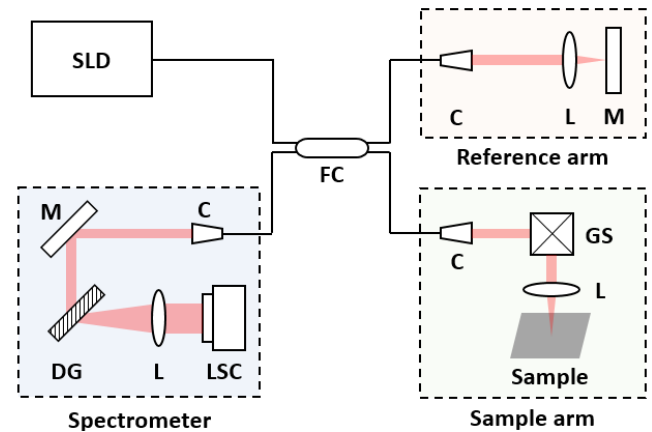 SLD
C
L
M
Reference arm
FC
M
C
DG
L
LSC
Spectrometer
C
GS
L
Sample
Sample arm